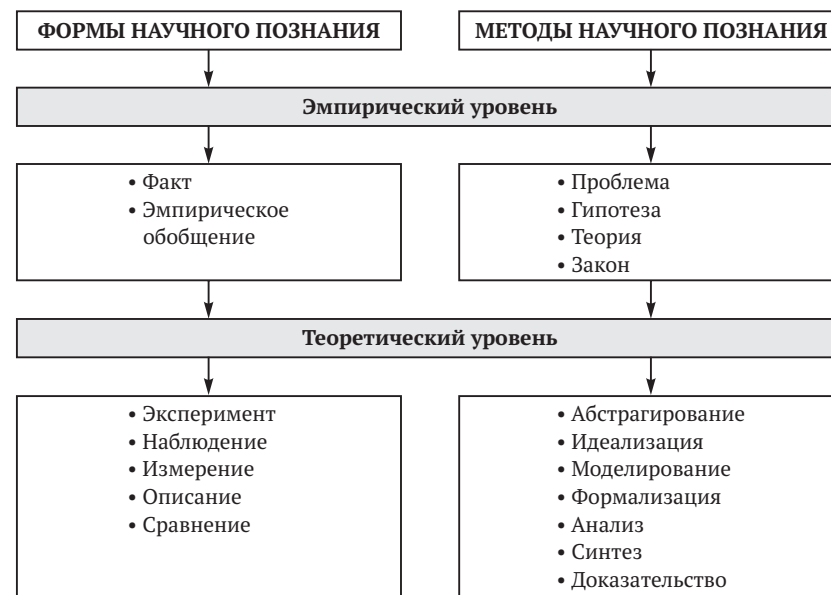 ФОРМЫ НАУЧНОГО ПОЗНАНИЯ
МЕТОДЫ НАУЧНОГО ПОЗНАНИЯ
Эмпирический уровень
• Факт
• Эмпирическое
обобщение
• Проблема
• Гипотеза
• Теория
• Закон
Теоретический уровень
• Эксперимент
• Наблюдение
• Измерение
• Описание
• Сравнение
• Абстрагирование
• Идеализация
• Моделирование
• Формализация
• Анализ
• Синтез
• Доказательство